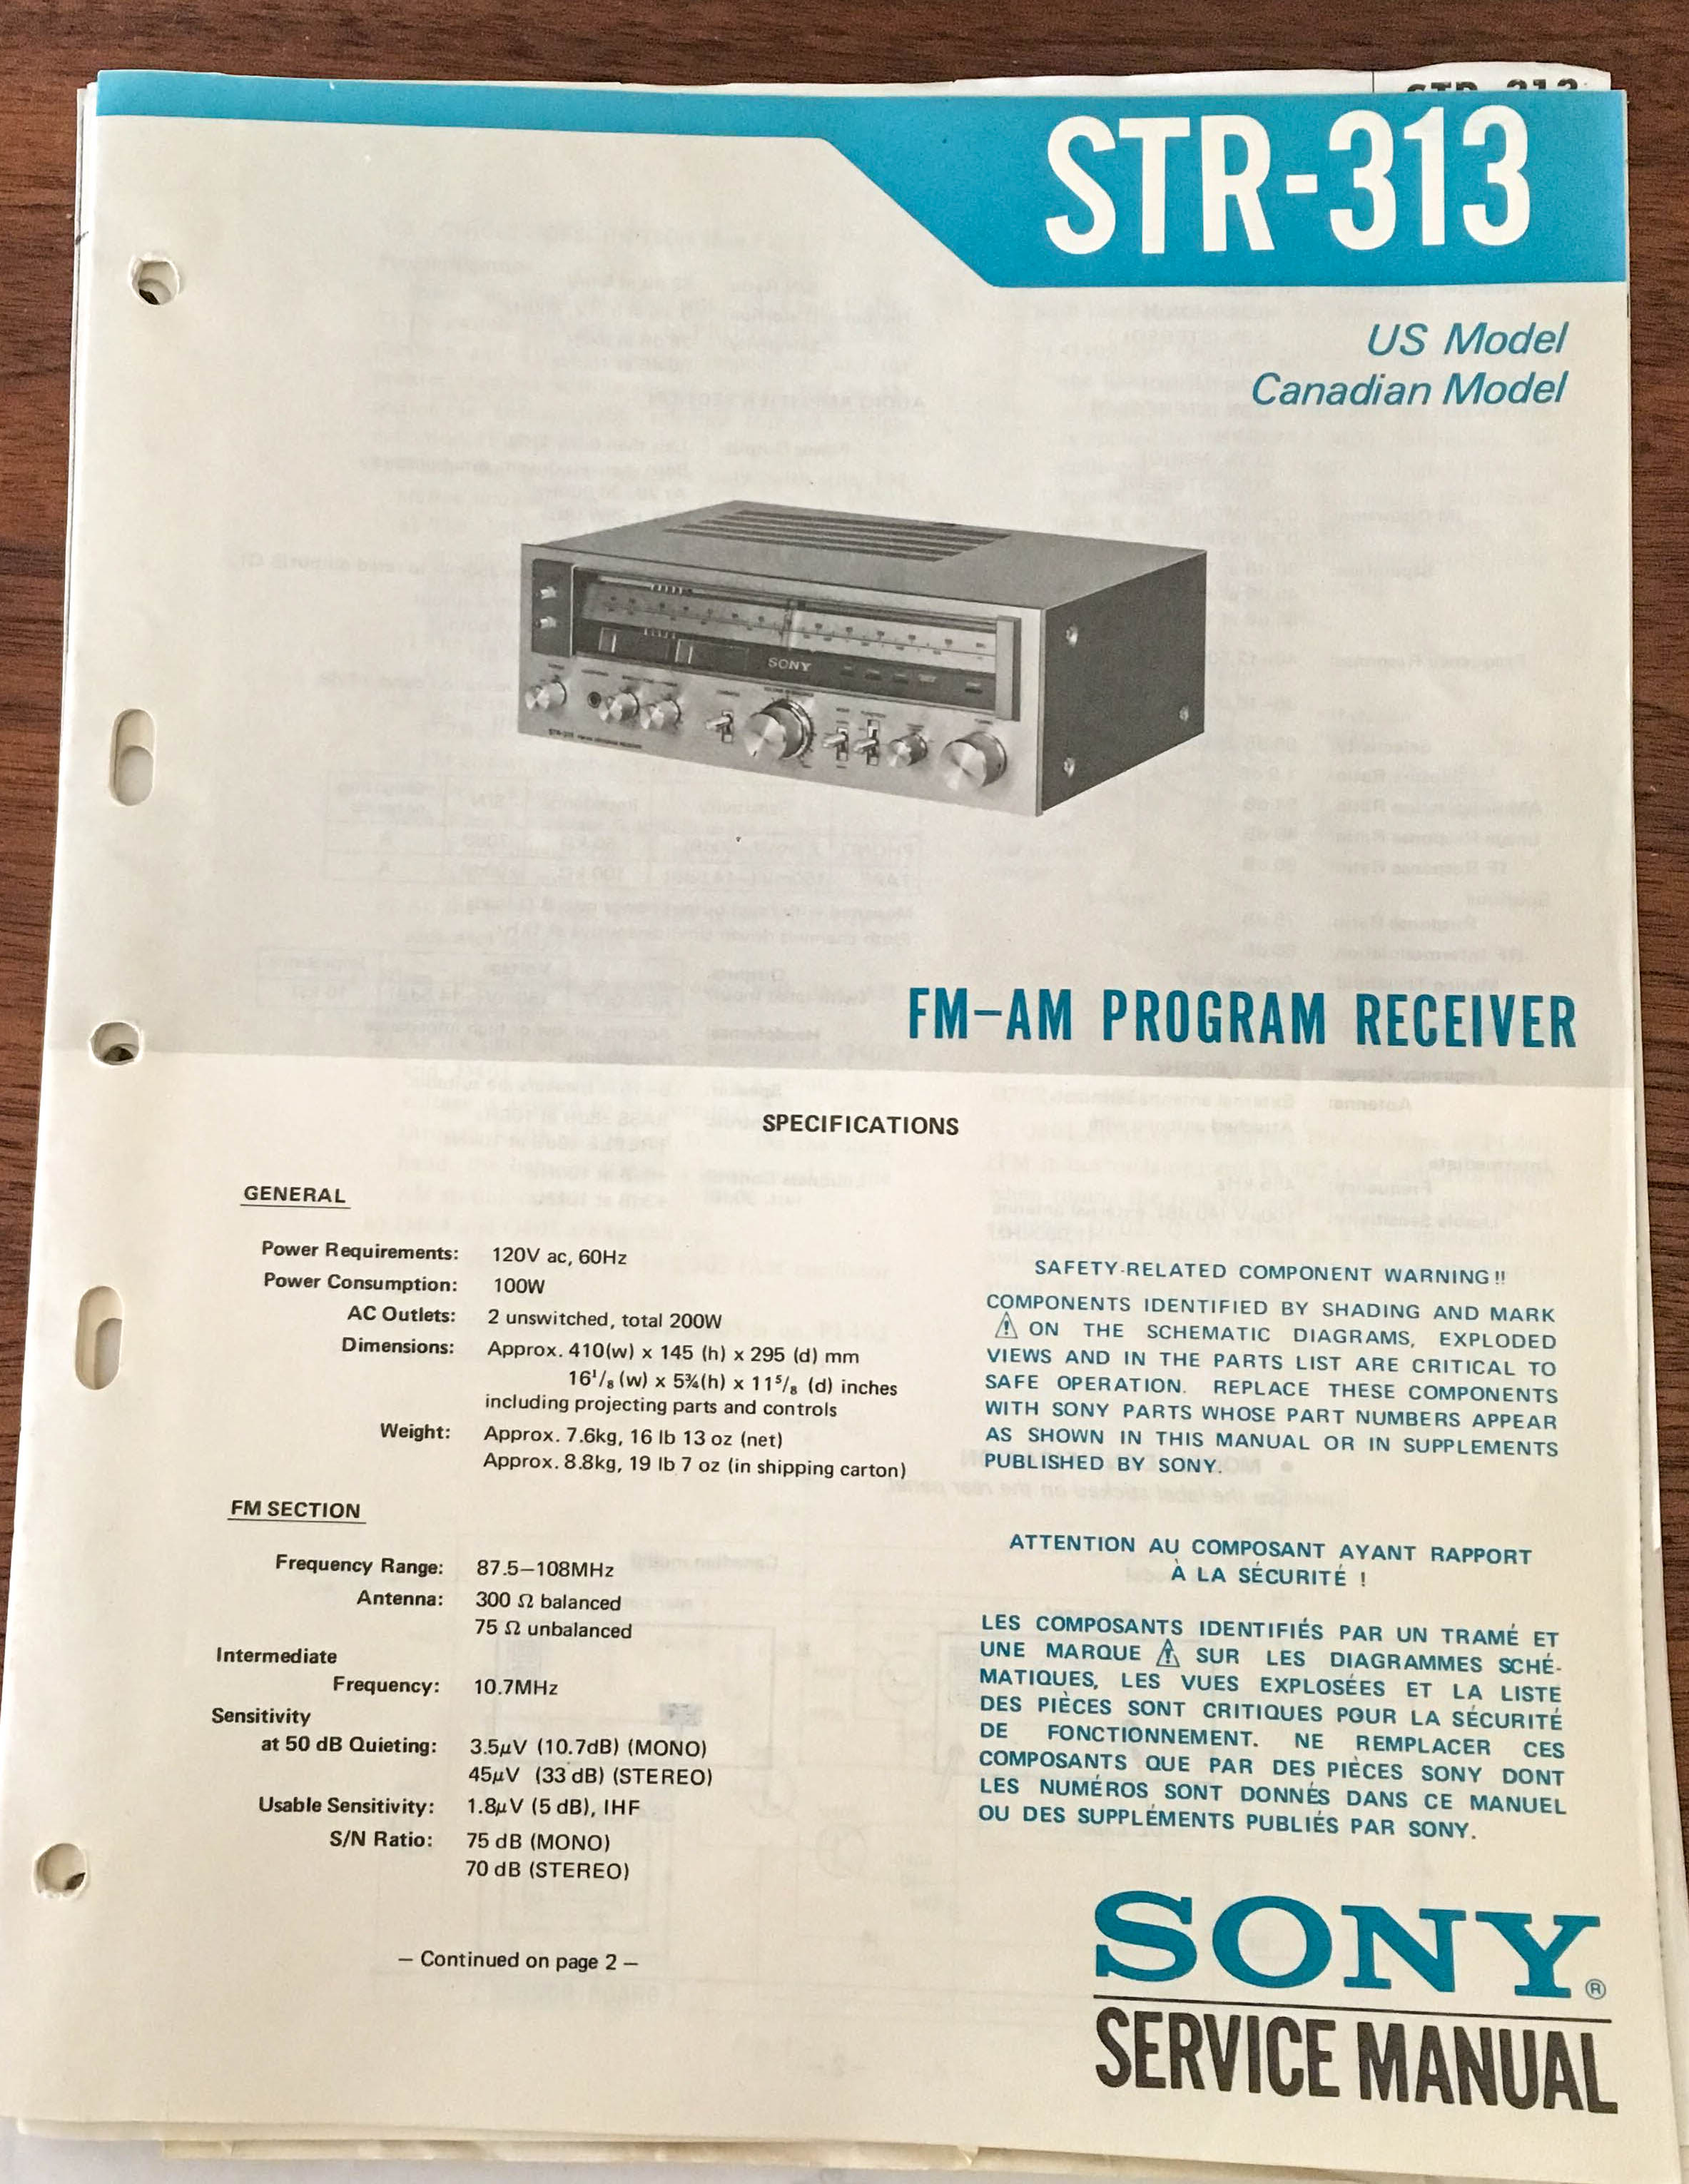 STR-313
STR-313
US Model
Canadian Model
SONY
FM–AM PROGRAM RECEIVER
SPECIFICATIONS
GENERAL
Power Requirements: 120V ac, 60Hz
Power Consumption: 100W
AC Outlets: 2 unswitched, total 200W
Dimensions: Approx. 410(w) x 145 (h) x 295 (d) mm
16¹/₈ (w) x 5¾(h) x 11⁵/₈ (d) inches
including projecting parts and controls
Weight: Approx. 7.6kg, 16 lb 13 oz (net)
Approx. 8.8kg, 19 lb 7 oz (in shipping carton)
FM SECTION
Frequency Range: 87.5–108MHz
Antenna: 300 Ω balanced
75 Ω unbalanced
Intermediate
Frequency: 10.7MHz
Sensitivity
at 50 dB Quieting: 3.5µV (10.7dB) (MONO)
45µV (33 dB) (STEREO)
Usable Sensitivity: 1.8µV (5 dB), IHF
S/N Ratio: 75 dB (MONO)
70 dB (STEREO)
– Continued on page 2 –
SAFETY-RELATED COMPONENT WARNING !!
COMPONENTS IDENTIFIED BY SHADING AND MARK
⚠ ON THE SCHEMATIC DIAGRAMS, EXPLODED
VIEWS AND IN THE PARTS LIST ARE CRITICAL TO
SAFE OPERATION. REPLACE THESE COMPONENTS
WITH SONY PARTS WHOSE PART NUMBERS APPEAR
AS SHOWN IN THIS MANUAL OR IN SUPPLEMENTS
PUBLISHED BY SONY.
ATTENTION AU COMPOSANT AYANT RAPPORT
À LA SÉCURITÉ !
LES COMPOSANTS IDENTIFIÉS PAR UN TRAMÉ ET
UNE MARQUE ⚠ SUR LES DIAGRAMMES SCHÉ-
MATIQUES, LES VUES EXPLOSÉES ET LA LISTE
DES PIÈCES SONT CRITIQUES POUR LA SÉCURITÉ
DE FONCTIONNEMENT. NE REMPLACER CES
COMPOSANTS QUE PAR DES PIÈCES SONY DONT
LES NUMÉROS SONT DONNÉS DANS CE MANUEL
OU DES SUPPLÉMENTS PUBLIÉS PAR SONY.
SONY®
SERVICE MANUAL